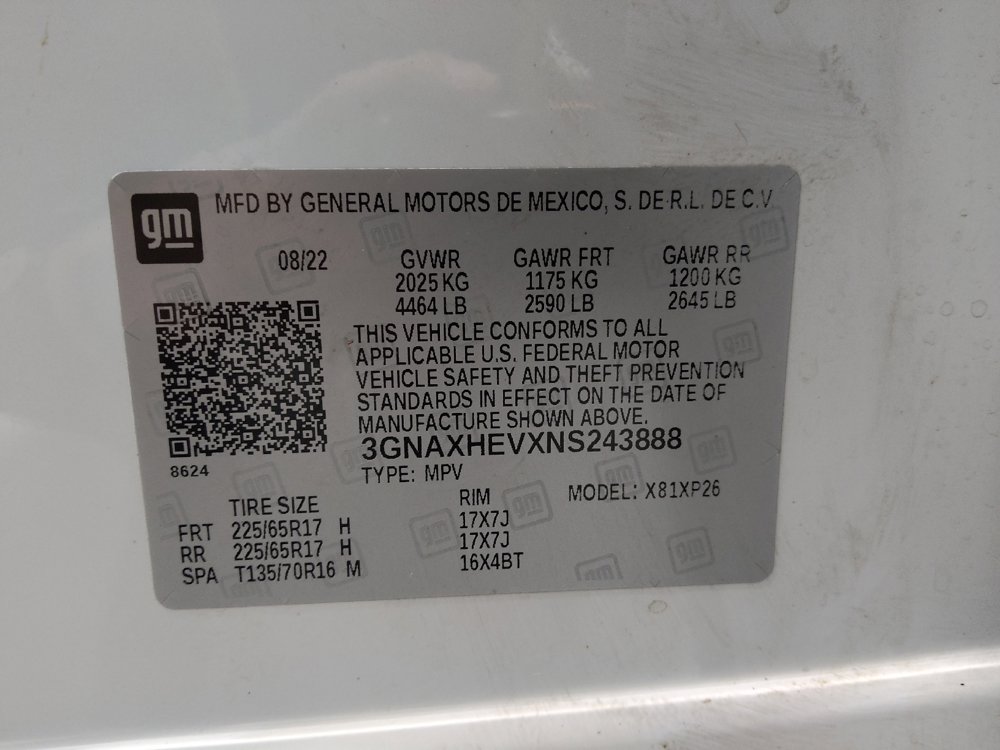 gm MFD BY GENERAL MOTORS DE MEXICO, S. DE R.L. DE C.V.
08/22 GVWR GAWR FRT GAWR RR
2025 KG 1175 KG 1200 KG
4464 LB 2590 LB 2645 LB
THIS VEHICLE CONFORMS TO ALL
APPLICABLE U.S. FEDERAL MOTOR
VEHICLE SAFETY AND THEFT PREVENTION
STANDARDS IN EFFECT ON THE DATE OF
MANUFACTURE SHOWN ABOVE.
3GNAXHEVXNS243888
8624
TYPE: MPV MODEL: X81XP26
TIRE SIZE RIM
FRT 225/65R17 H 17X7J
RR 225/65R17 H 17X7J
SPA T135/70R16 M 16X4BT